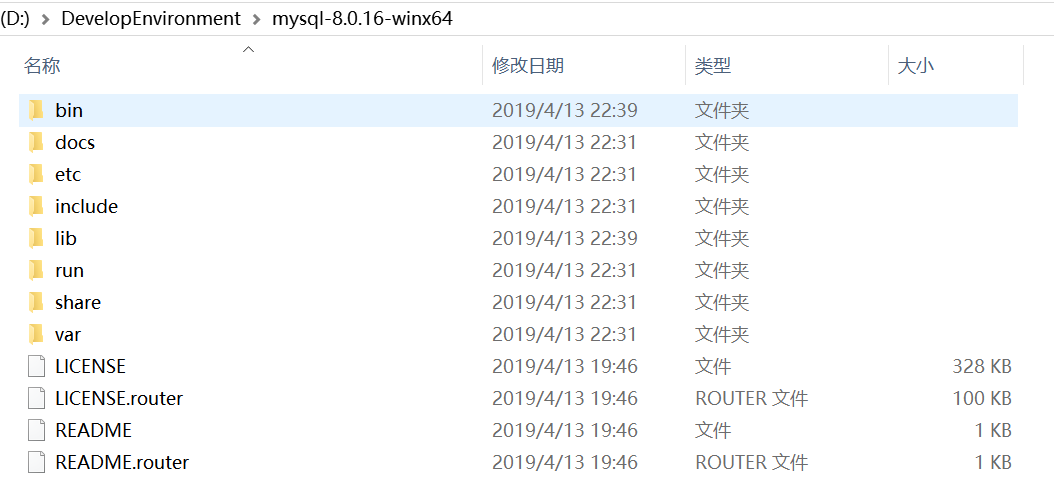 (D:) > DevelopEnvironment > mysql-8.0.16-winx64
名称 修改日期 类型 大小
bin 2019/4/13 22:39 文件夹
docs 2019/4/13 22:31 文件夹
etc 2019/4/13 22:31 文件夹
include 2019/4/13 22:31 文件夹
lib 2019/4/13 22:39 文件夹
run 2019/4/13 22:31 文件夹
share 2019/4/13 22:31 文件夹
var 2019/4/13 22:31 文件夹
LICENSE 2019/4/13 19:46 文件 328 KB
LICENSE.router 2019/4/13 19:46 ROUTER 文件 100 KB
README 2019/4/13 19:46 文件 1 KB
README.router 2019/4/13 19:46 ROUTER 文件 1 KB